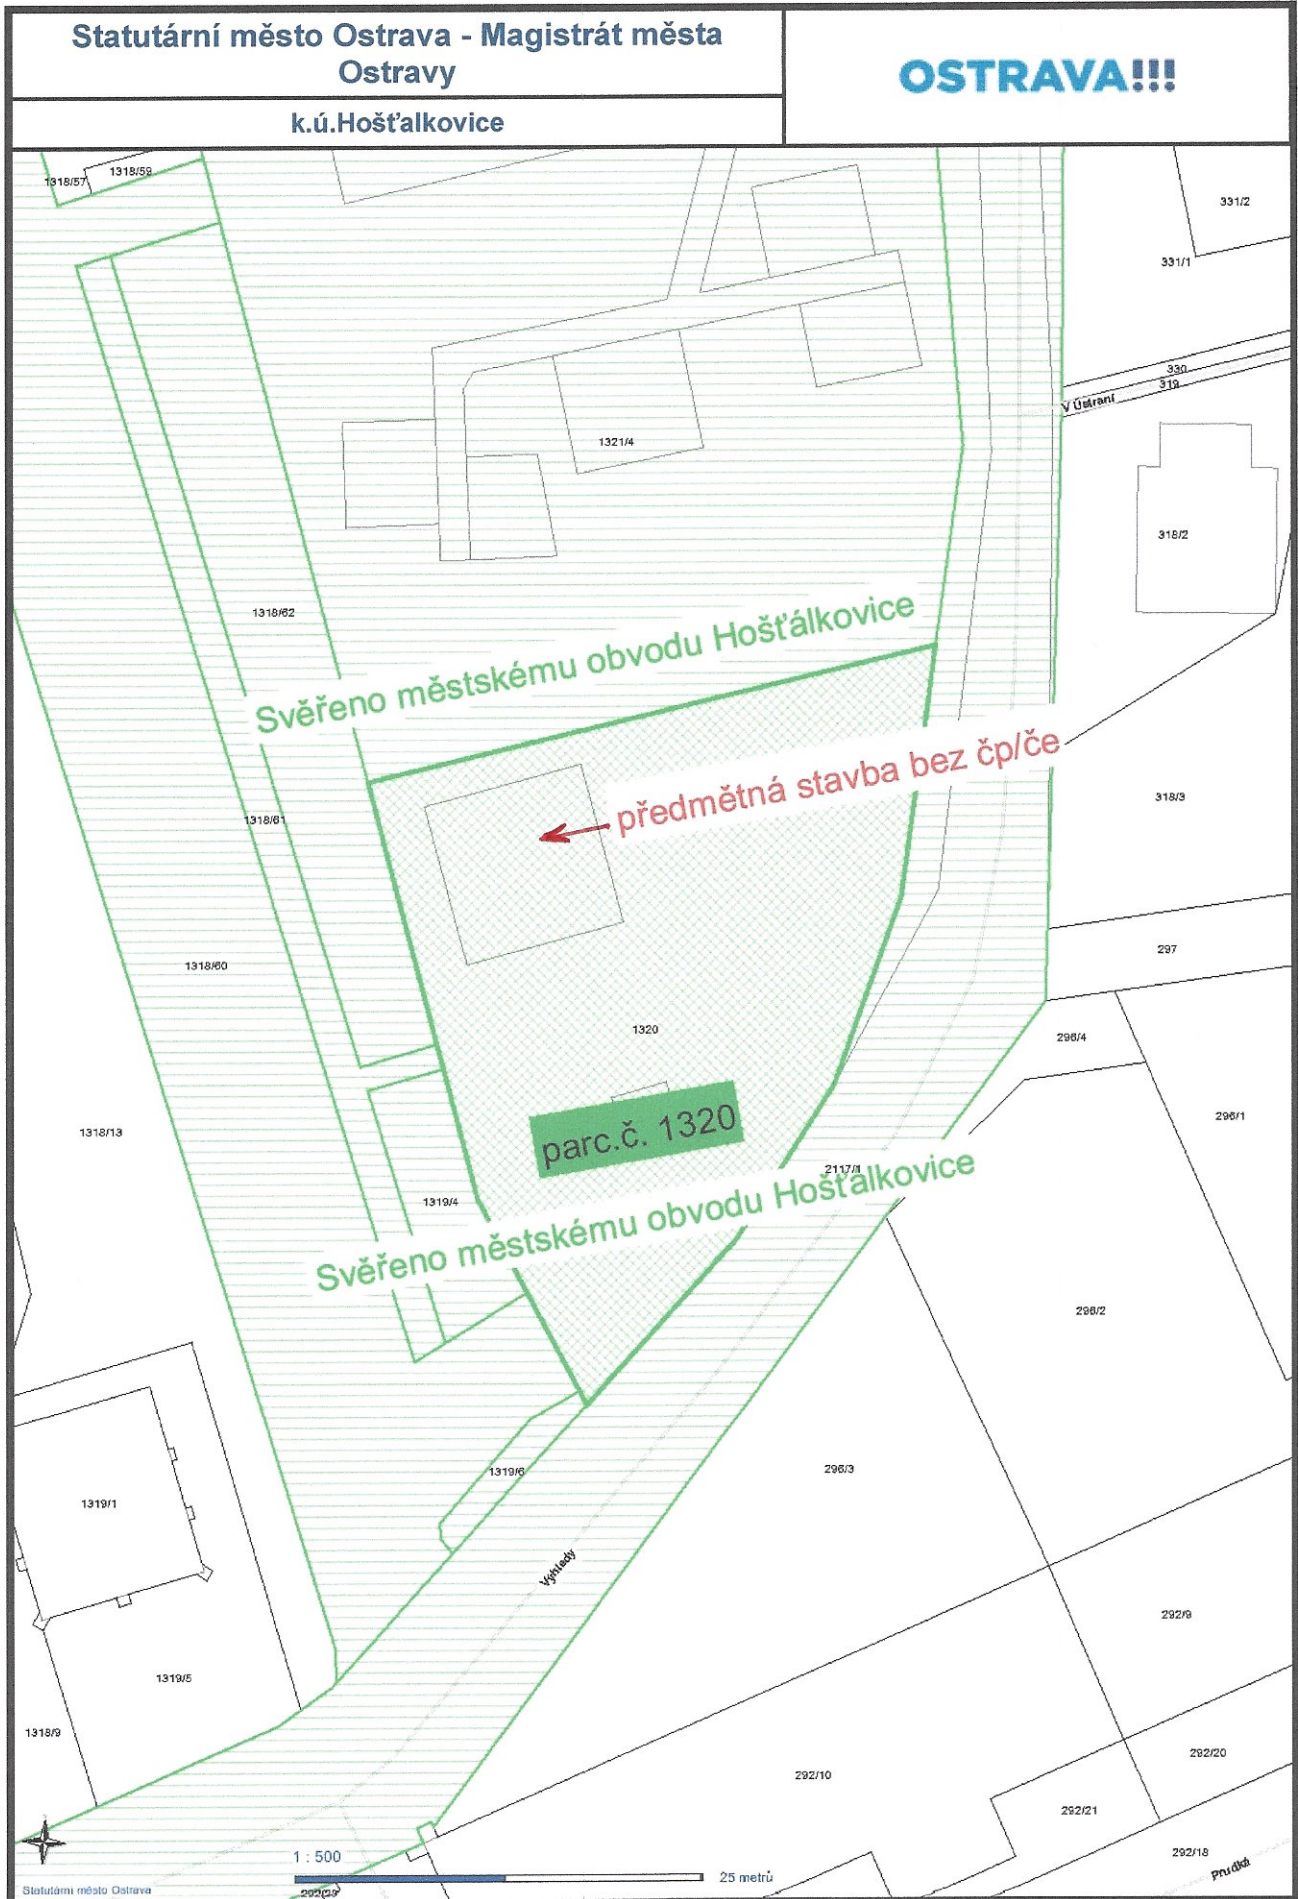 Statutární město Ostrava - Magistrát města
Ostravy
OSTRAVA!!!
k.ú.Hošťalkovice
1318/57
1318/59
331/2
331/1
330
319
V Ústraní
1321/4
318/2
1318/62
Svěřeno městskému obvodu Hošťálkovice
předmětná stavba bez čp/če
318/3
1318/61
297
1318/60
1320
296/4
296/1
1318/13
parc.č. 1320
2117/1
1319/4
Svěřeno městskému obvodu Hošťálkovice
296/2
1319/6
296/3
1319/1
Výhledy
292/9
1319/5
1318/9
292/20
292/10
292/21
292/18
Prudká
1 : 500
25 metrů
Statutární město Ostrava